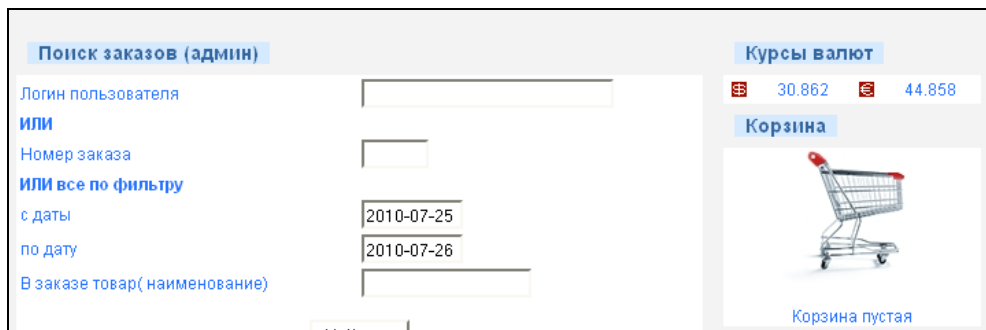 Поиск заказов (админ)
Логин пользователя
ИЛИ
Номер заказа
ИЛИ все по фильтру
с даты 2010-07-25
по дату 2010-07-26
В заказе товар( наименование)
Курсы валют
$ 30.862 € 44.858
Корзина
Корзина пустая